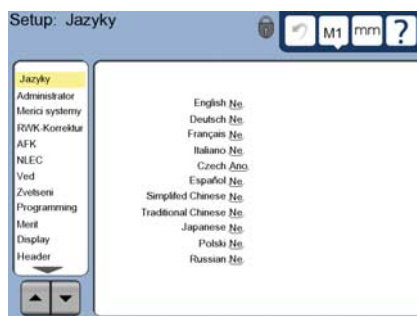 Setup: Jazyky
M1 mm ?
Jazyky
Administrator
Merici systemy
RWK-Korrektur
AFK
NLEC
Ved
Zvetseni
Programming
Merit
Display
Header
English Ne.
Deutsch Ne.
Français Ne.
Italiano Ne.
Czech Ano.
Español Ne.
Simplifed Chinese Ne.
Traditional Chinese Ne.
Japanese Ne.
Polski Ne.
Russian Ne.